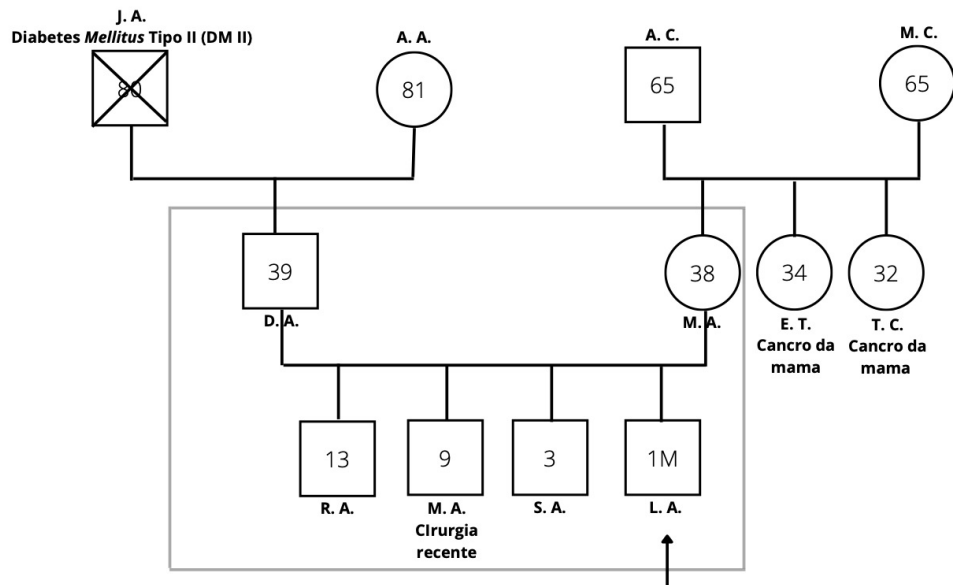 J. A.
Diabetes Mellitus Tipo II (DM II)
80
A. A.
81
A. C.
65
M. C.
65
39
D. A.
38
M. A.
34
E. T.
Cancro da
mama
32
T. C.
Cancro da
mama
13
R. A.
9
M. A.
CIrurgia
recente
3
S. A.
1M
L. A.